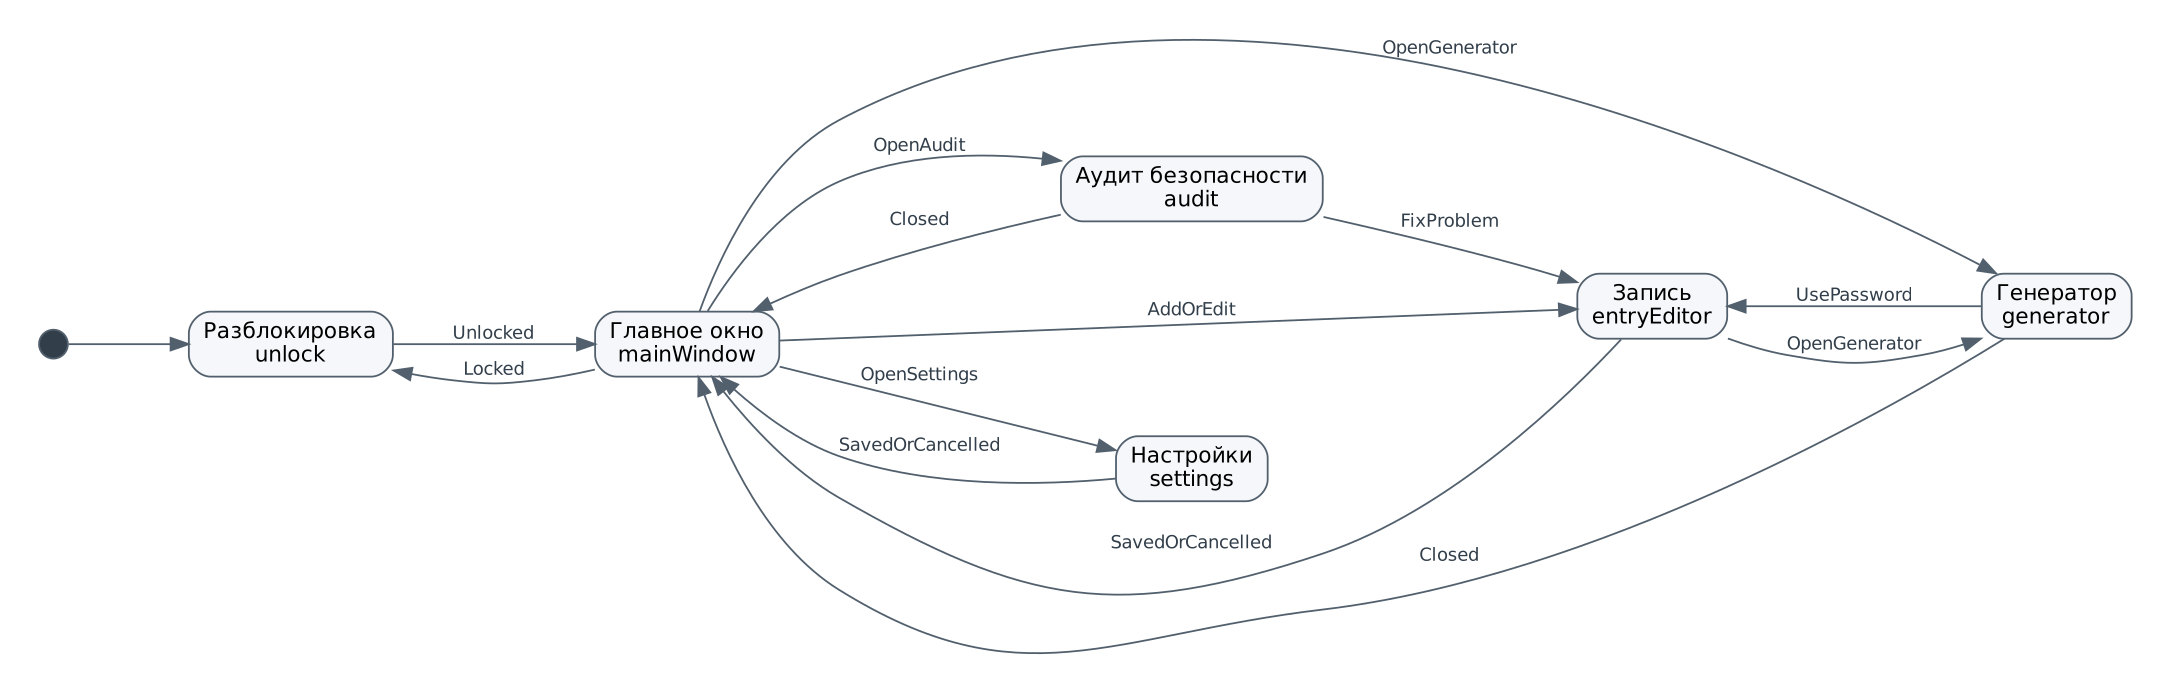 OpenGenerator
OpenAudit
Аудит безопасности
audit
Closed
FixProblem
Разблокировка
unlock
Unlocked
Locked
Главное окно
mainWindow
AddOrEdit
Запись
entryEditor
UsePassword
OpenGenerator
Генератор
generator
OpenSettings
SavedOrCancelled
Настройки
settings
SavedOrCancelled
Closed